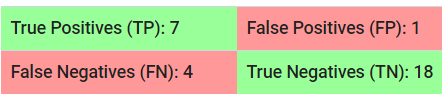 True Positives (TP): 7
False Positives (FP): 1
False Negatives (FN): 4
True Negatives (TN): 18